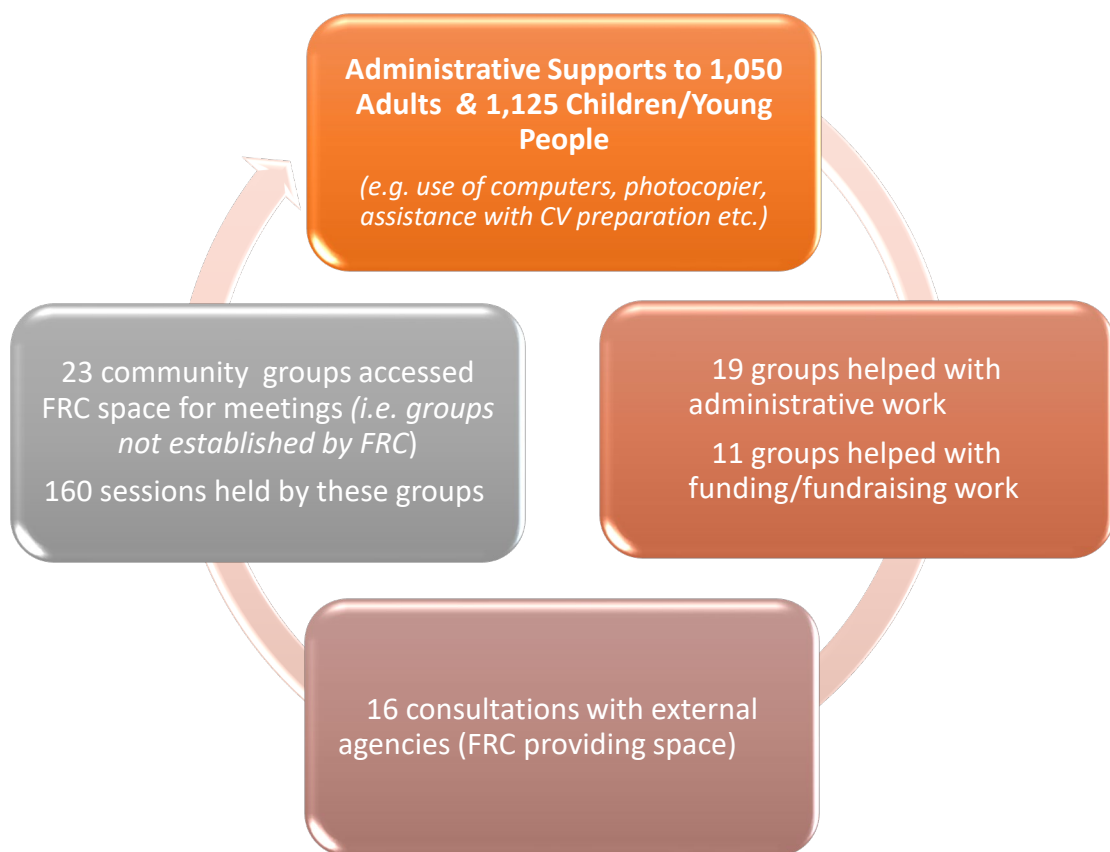 Administrative Supports to 1,050
Adults & 1,125 Children/Young
People
(e.g. use of computers, photocopier,
assistance with CV preparation etc.)
19 groups helped with
administrative work
11 groups helped with
funding/fundraising work
16 consultations with external
agencies (FRC providing space)
23 community groups accessed
FRC space for meetings (i.e. groups
not established by FRC)
160 sessions held by these groups